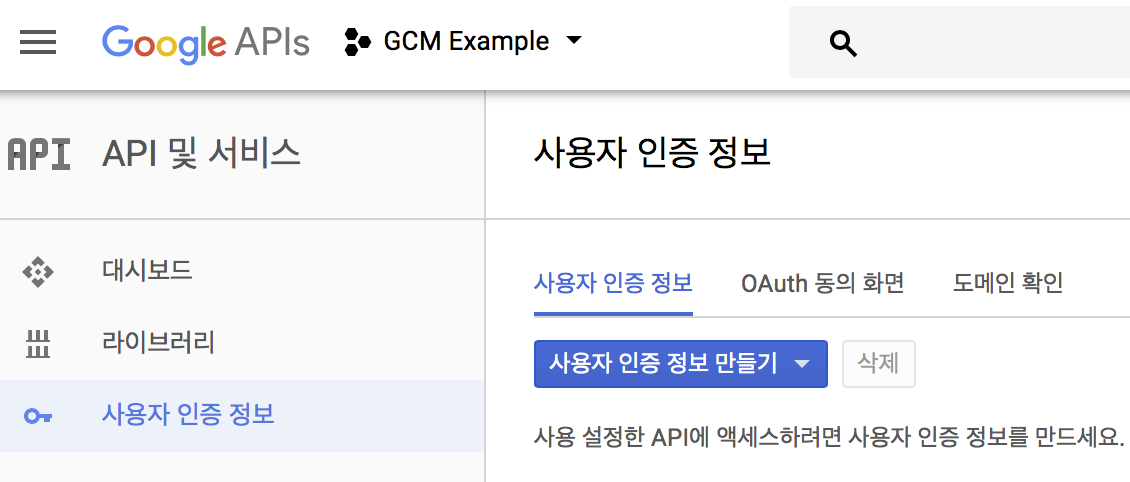 Google APIs GCM Example
API API 및 서비스
사용자 인증 정보
대시보드
라이브러리
사용자 인증 정보
사용자 인증 정보 OAuth 동의 화면 도메인 확인
사용자 인증 정보 만들기 삭제
사용 설정한 API에 액세스하려면 사용자 인증 정보를 만드세요.